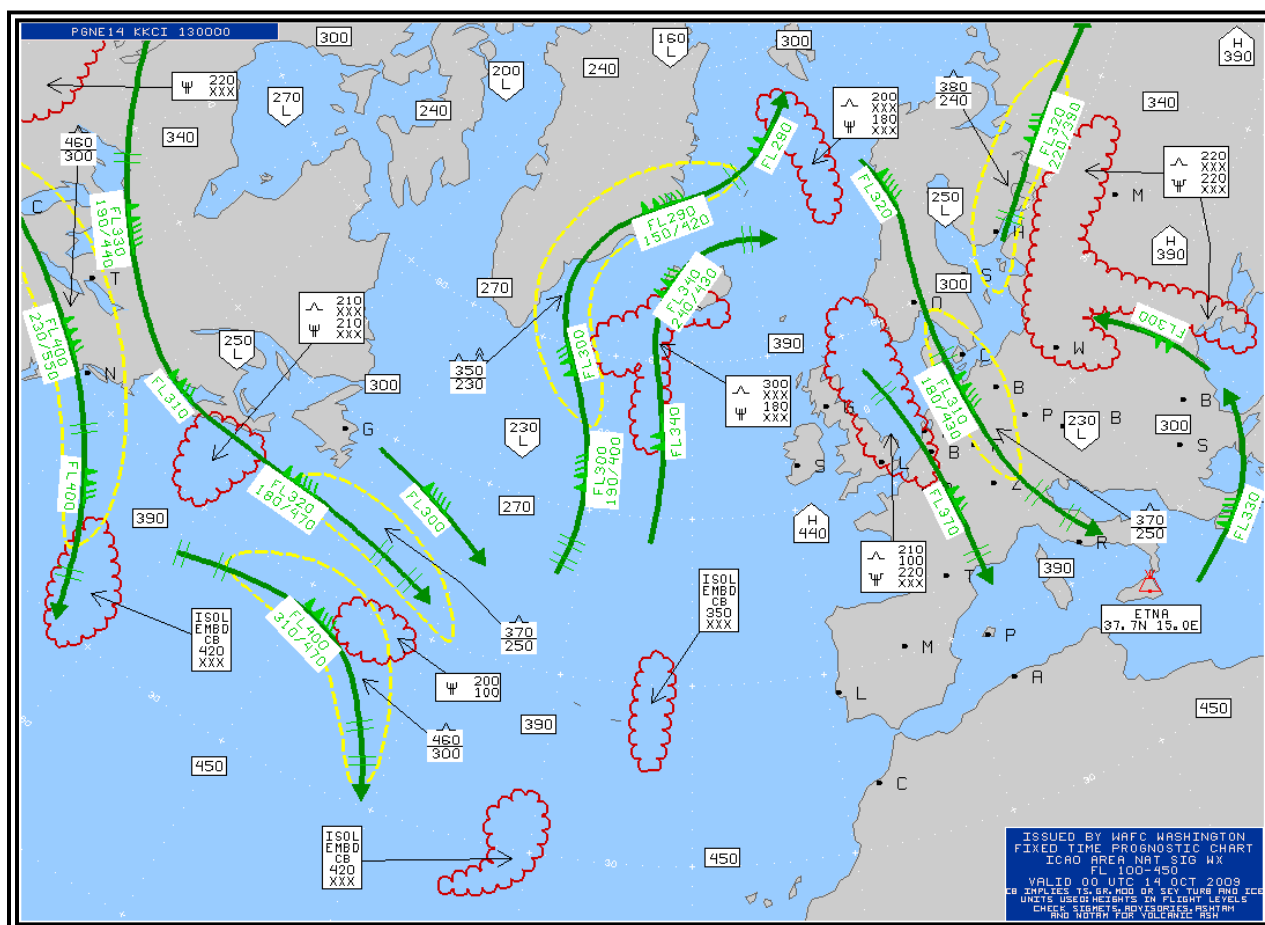 PGNE14 KKCI 130000
300
160
L
300
H
390
220
XXX
270
L
200
L
240
240
380
240
200
XXX
180
XXX
340
FL320
220/390
340
460
300
FL290
220
XXX
220
XXX
M
C
FL320
250
L
FL330
190/440
FL290
150/420
H
H
390
T
S
270
FL340
240/430
300
O
210
XXX
210
XXX
FL300
FL400
230/550
250
L
FL300
390
W
C
N
350
230
300
FL310
300
XXX
180
XXX
FL310
180/430
B
B
G
G
FL340
P
B
230
L
300
230
L
S
FL300
190/400
L
B
S
FL400
FL320
180/470
Z
390
270
FL300
FL370
H
440
370
250
FL330
R
210
100
220
XXX
390
T
ISOL
EMBD
CB
350
XXX
ETNA
37.7N 15.0E
ISOL
EMBD
CB
420
XXX
FL400
310/470
370
250
P
M
200
100
A
L
30
390
450
460
300
450
C
30
30
ISOL
EMBD
CB
420
XXX
450
30
ISSUED BY WAFC WASHINGTON
FIXED TIME PROGNOSTIC CHART
ICAO AREA NAT SIG WX
FL 100-450
VALID 00 UTC 14 OCT 2009
CB IMPLIES TS,GR,MOD OR SEV TURB AND ICE
UNITS USED: HEIGHTS IN FLIGHT LEVELS
CHECK SIGMETS, ADVISORIES, ASHTAM
AND NOTAM FOR VOLCANIC ASH